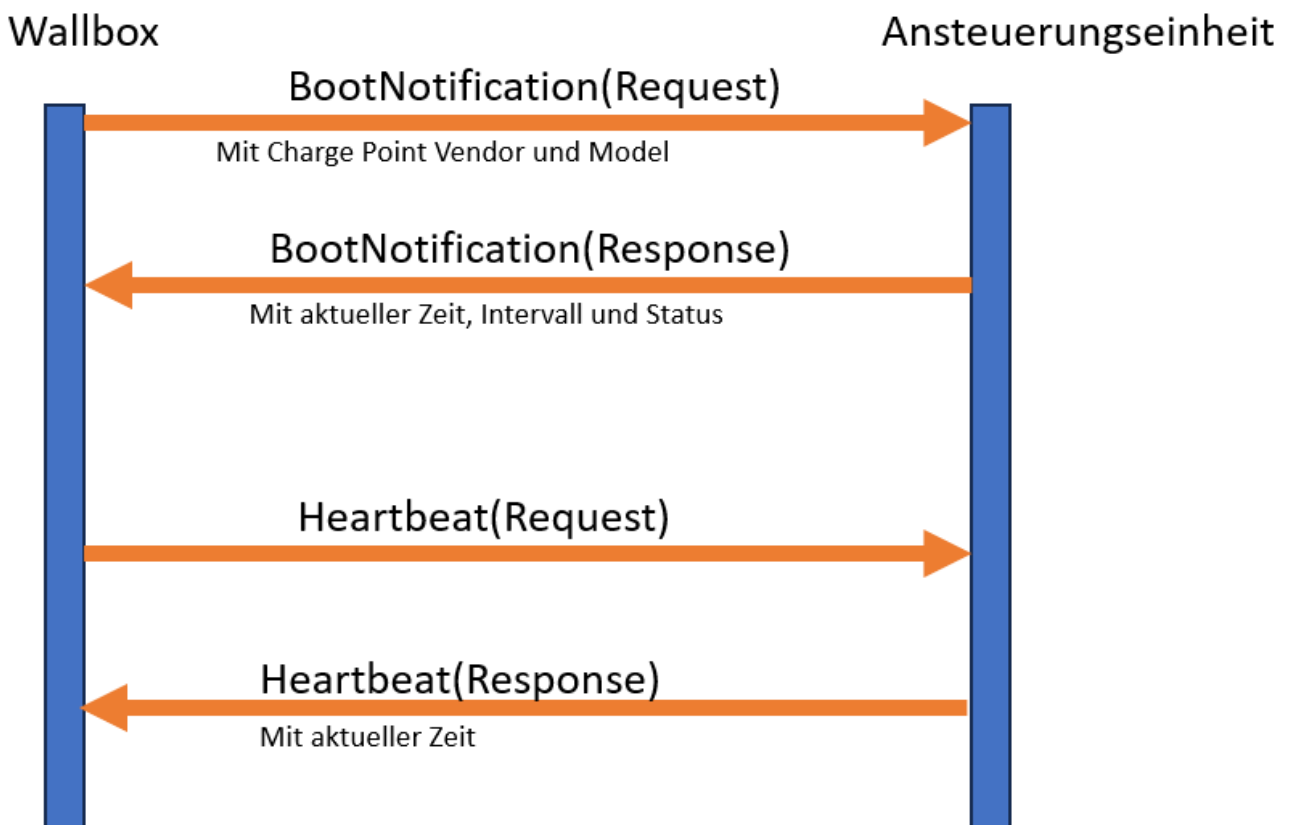 Wallbox
Ansteuerungseinheit
BootNotification(Request)
Mit Charge Point Vendor und Model
BootNotification(Response)
Mit aktueller Zeit, Intervall und Status
Heartbeat(Request)
Heartbeat(Response)
Mit aktueller Zeit